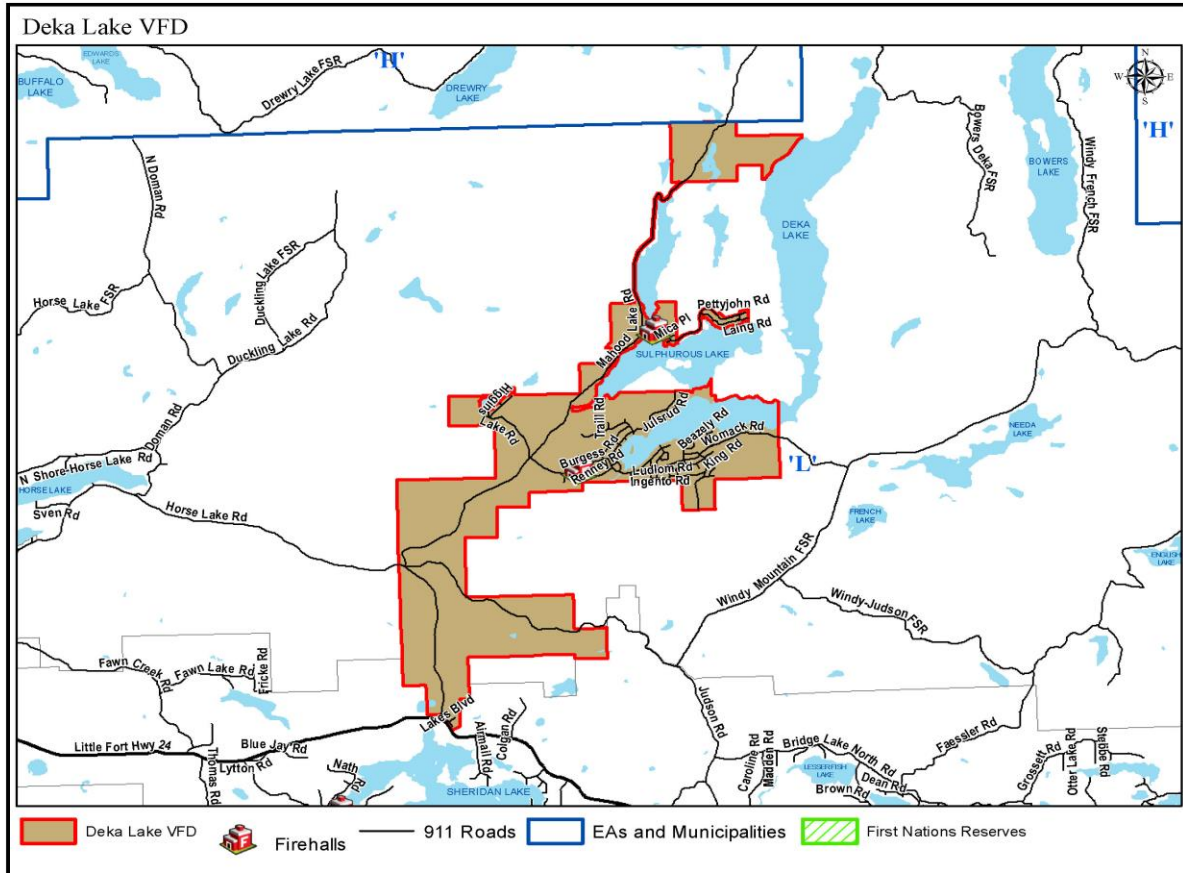 Deka Lake VFD
EDWARDS
LAKE
BUFFALO
LAKE
Drewry Lake FSR
'H'
DREWRY
LAKE
N
W E
S
'H'
N Doman Rd
Bowers Deka FSR
BOWERS
LAKE
Windy French FSR
DEKA
LAKE
Horse Lake FSR
Duckling Lake FSR
Duckling Lake Rd
Mahood Lake Rd
Pettyjohn Rd
Mica Pl
Laing Rd
SULPHUROUS LAKE
Doman Rd
Higgins
Lake Rd
Traill Rd
Julsrud Rd
Burgess Rd
Renney Rd
Beazely Rd
Womack Rd
King Rd
Ludlom Rd
Ingento Rd
'L'
NEEDA
LAKE
N Shore-Horse Lake Rd
HORSE LAKE
Sven Rd
Horse Lake Rd
FRENCH
LAKE
ENGLISH
LAKE
Windy Mountain FSR
Windy-Judson FSR
Fawn Creek Rd
Fawn Lake Rd
Fricke Rd
Lakes Blvd
Judson Rd
Little Fort Hwy 24
Blue Jay Rd
Thomas Rd
Lytton Rd
Nath Rd
Airmail Rd
Colgan Rd
SHERIDAN LAKE
Caroline Rd
Madden Rd
Bridge Lake North Rd
LESSERFISH
LAKE
Dean Rd
Brown Rd
Faessler Rd
Grossett Rd
Otter Lake Rd
Stebbe Rd
Deka Lake VFD
F
Firehalls
911 Roads
EAs and Municipalities
First Nations Reserves